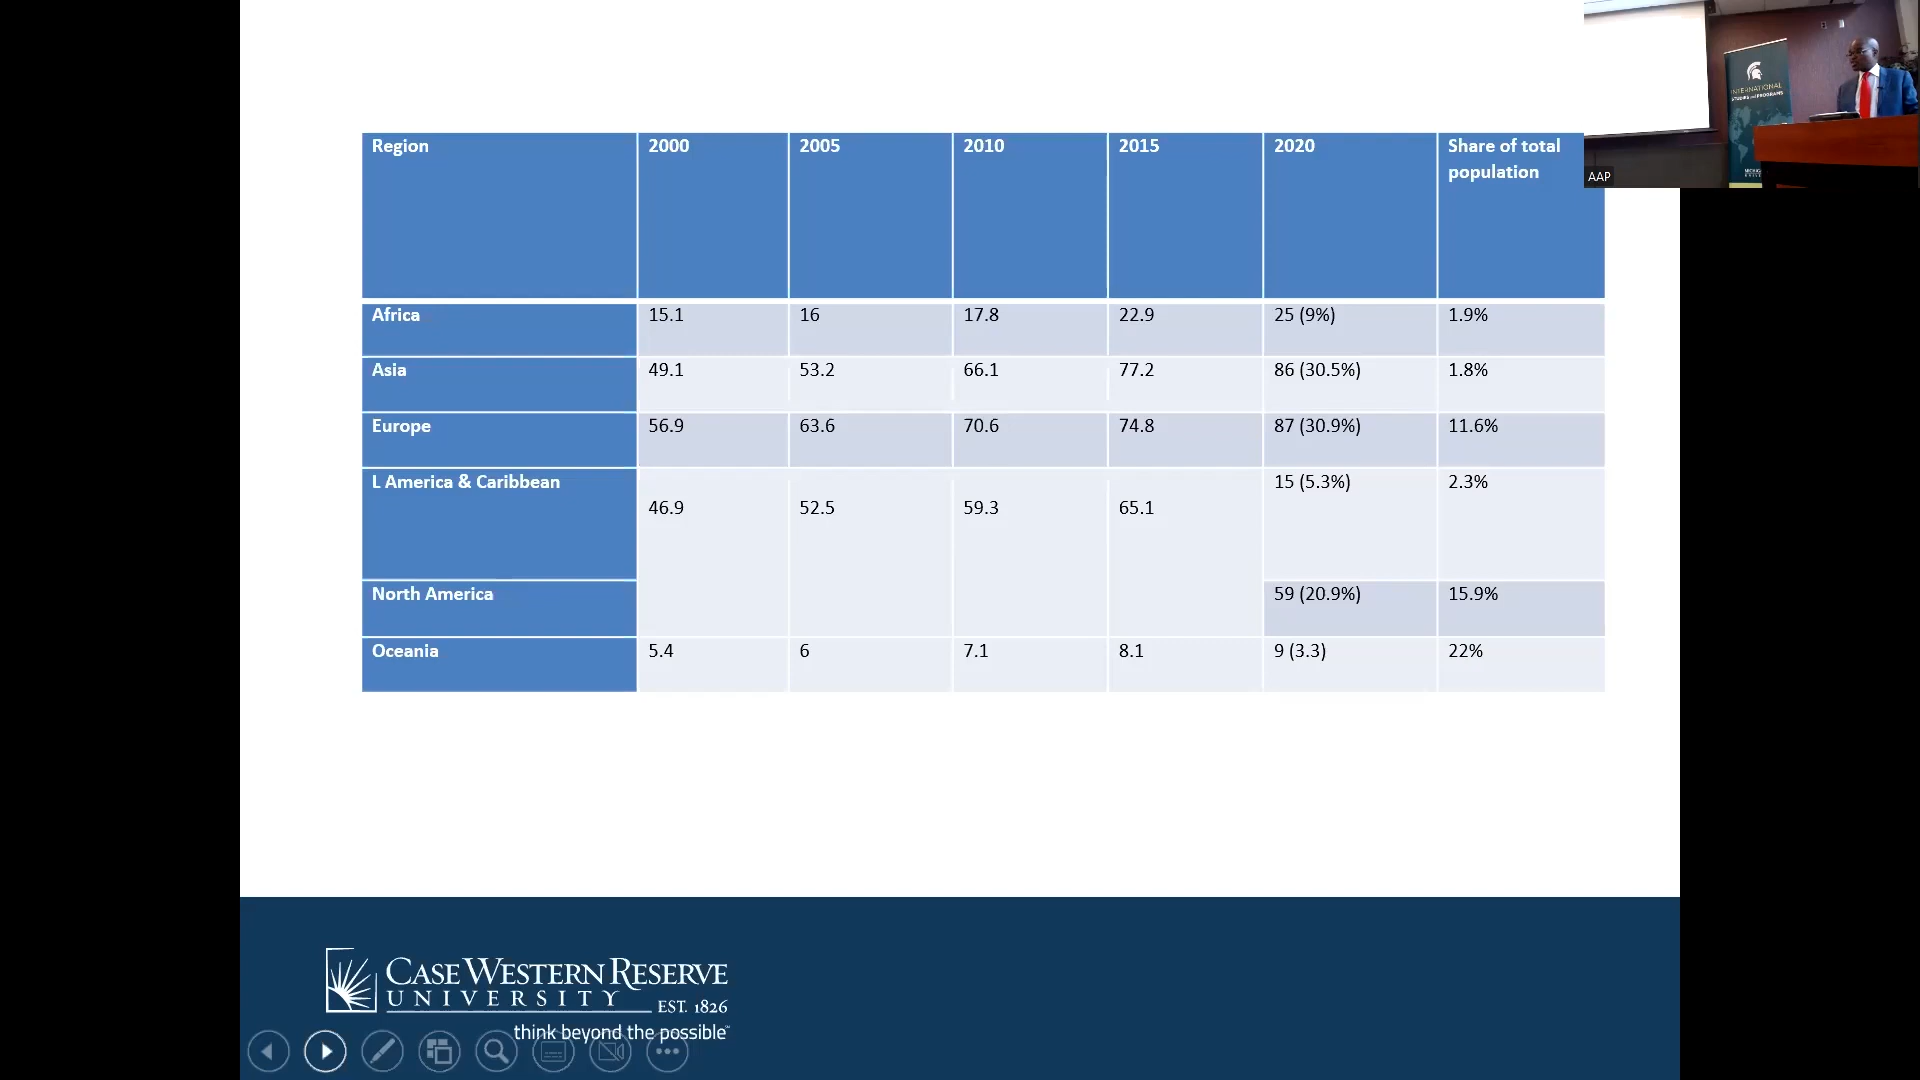 Region 2000 2005 2010 2015 2020 Share of total
population
Africa 15.1 16 17.8 22.9 25 (9%) 1.9%
Asia 49.1 53.2 66.1 77.2 86 (30.5%) 1.8%
Europe 56.9 63.6 70.6 74.8 87 (30.9%) 11.6%
L America & Caribbean 15 (5.3%) 2.3%
46.9 52.5 59.3 65.1
North America 59 (20.9%) 15.9%
Oceania 5.4 6 7.1 8.1 9 (3.3) 22%
INTERNATIONAL
STUDIES and PROGRAMS
AAP
CASE WESTERN RESERVE
UNIVERSITY
EST. 1826
think beyond the possible